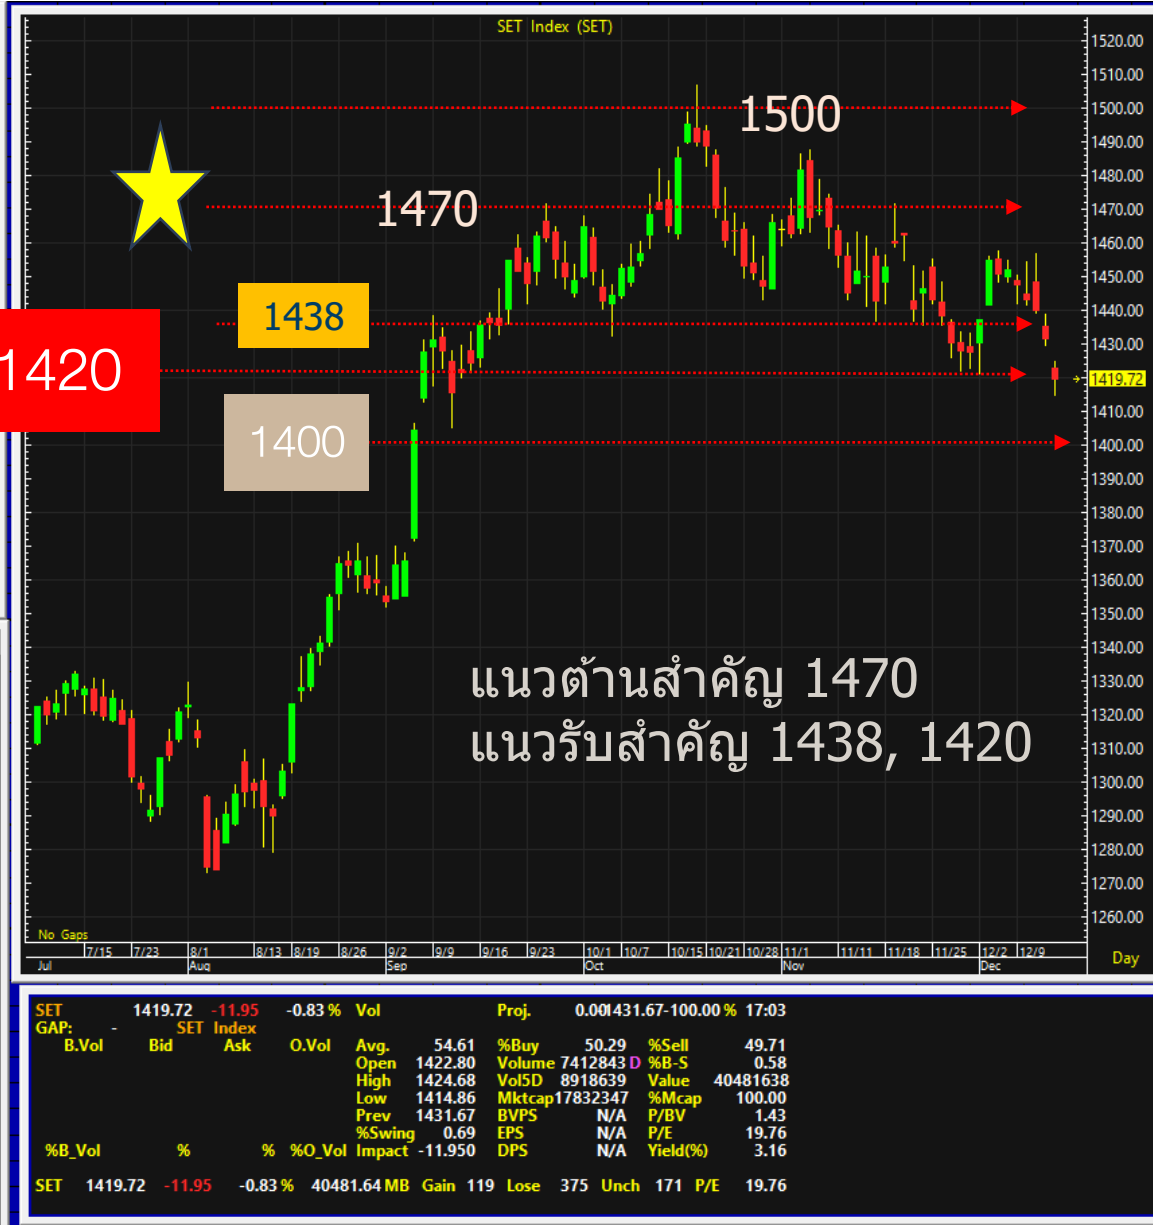 SET Index (SET)
1520.00
1510.00
1500
1500.00
1490.00
1480.00
1470
1470.00
1460.00
1450.00
1438
1440.00
1430.00
1420
1419.72
1410.00
1400
1400.00
1390.00
1380.00
1370.00
1360.00
1350.00
1340.00
แนวต้านสำคัญ 1470
1330.00
1320.00
แนวรับสำคัญ 1438, 1420
1310.00
1300.00
1290.00
1280.00
1270.00
1260.00
No Gaps
7/15 7/23 8/1 8/13 8/19 8/26 9/2 9/9 9/16 9/23 10/1 10/7 10/15 10/21 10/28 11/1 11/11 11/18 11/25 12/2 12/9
Jul Aug Sep Oct Nov Dec Day
SET 1419.72 -11.95 -0.83 % Vol Proj. 0.00 1431.67 -100.00 % 17:03
GAP: - SET Index
B.Vol Bid Ask O.Vol Avg. 54.61 %Buy 50.29 %Sell 49.71
Open 1422.80 Volume 7412843 D %B-S 0.58
High 1424.68 Vol5D 8918639 Value 40481638
Low 1414.86 Mktcap 17832347 %Mcap 100.00
Prev 1431.67 BVPS N/A P/BV 1.43
%Swing 0.69 EPS N/A P/E 19.76
%B_Vol % % %O_Vol Impact -11.950 DPS N/A Yield(%) 3.16
SET 1419.72 -11.95 -0.83 % 40481.64 MB Gain 119 Lose 375 Unch 171 P/E 19.76